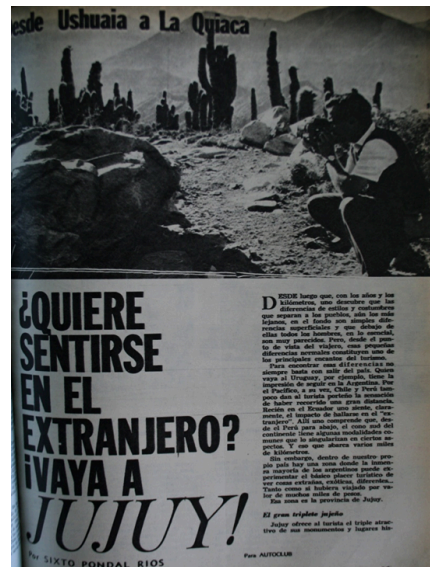 esde Ushuaia a La Quiaca
¿QUIERE
SENTIRSE
EN EL
EXTRANJERO?
¡VAYA A
JUJUY!
Por SIXTO PONDAL RIOS
DESDE luego que, con los años y los
kilómetros, uno descubre que las
diferencias de estilos y costumbres
que separan a los pueblos, aún los más
lejanos, en el fondo son simples dife-
rencias superficiales y que debajo de
ellas todos los hombres, en lo esencial,
son muy parecidos. Pero, desde el pun-
to de vista del viajero, esas pequeñas
diferencias normales constituyen uno de
los principales encantos del turismo.
Para encontrar esas diferencias no
siempre basta con salir del país. Quien
vaya al Uruguay, por ejemplo, tiene la
impresión de seguir en la Argentina. Por
el Pacífico, a su vez, Chile y Perú tam-
poco dan al turista porteño la sensación
de haber recorrido una gran distancia.
Recién en el Ecuador uno siente, clara-
mente, el impacto de hallarse en el "ex-
tranjero". Allí uno comprende que, des-
de el Perú para abajo, el cono sud del
continente tiene algunas modalidades co-
munes que lo singularizan en ciertos as-
pectos. Y eso que abarca varios miles
de kilómetros.
Sin embargo, dentro de nuestro pro-
pio país hay una zona donde la inmen-
sa mayoría de los argentinos puede ex-
perimentar el básico placer turístico de
ver cosas extrañas, exóticas, diferentes...
Tanto como si hubiera viajado por va-
lor de muchos miles de pesos.
Esa zona es la provincia de Jujuy.
El gran triplete jujeño
Jujuy ofrece al turista el triple atrac-
tivo de sus monumentos y lugares his-
Para AUTOCLUB